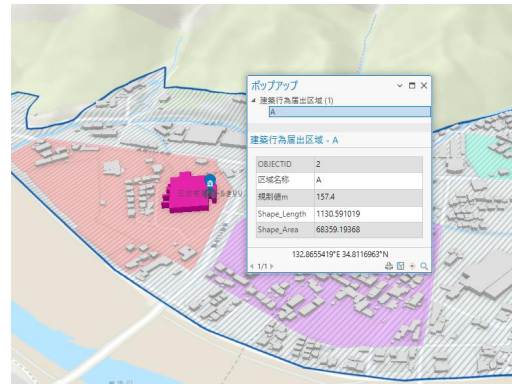 ポップアップ
建築行為届出区域 (1)
A
建築行為届出区域 - A
OBJECTID 2
区域名称 A
規制値m 157.4
Shape_Length 1130.591019
Shape_Area 68359.19368
132.8655419°E 34.8116963°N
1/1